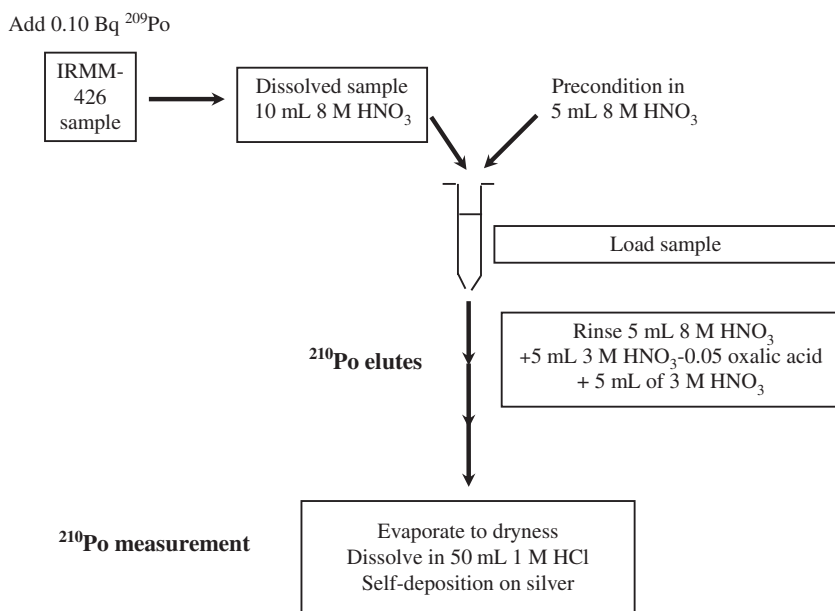 Add 0.10 Bq ²⁰⁹Po
IRMM-
426
sample
Dissolved sample
10 mL 8 M HNO₃
Precondition in
5 mL 8 M HNO₃
Load sample
Rinse 5 mL 8 M HNO₃
+5 mL 3 M HNO₃-0.05 oxalic acid
+ 5 mL of 3 M HNO₃
²¹⁰Po elutes
²¹⁰Po measurement
Evaporate to dryness
Dissolve in 50 mL 1 M HCl
Self-deposition on silver